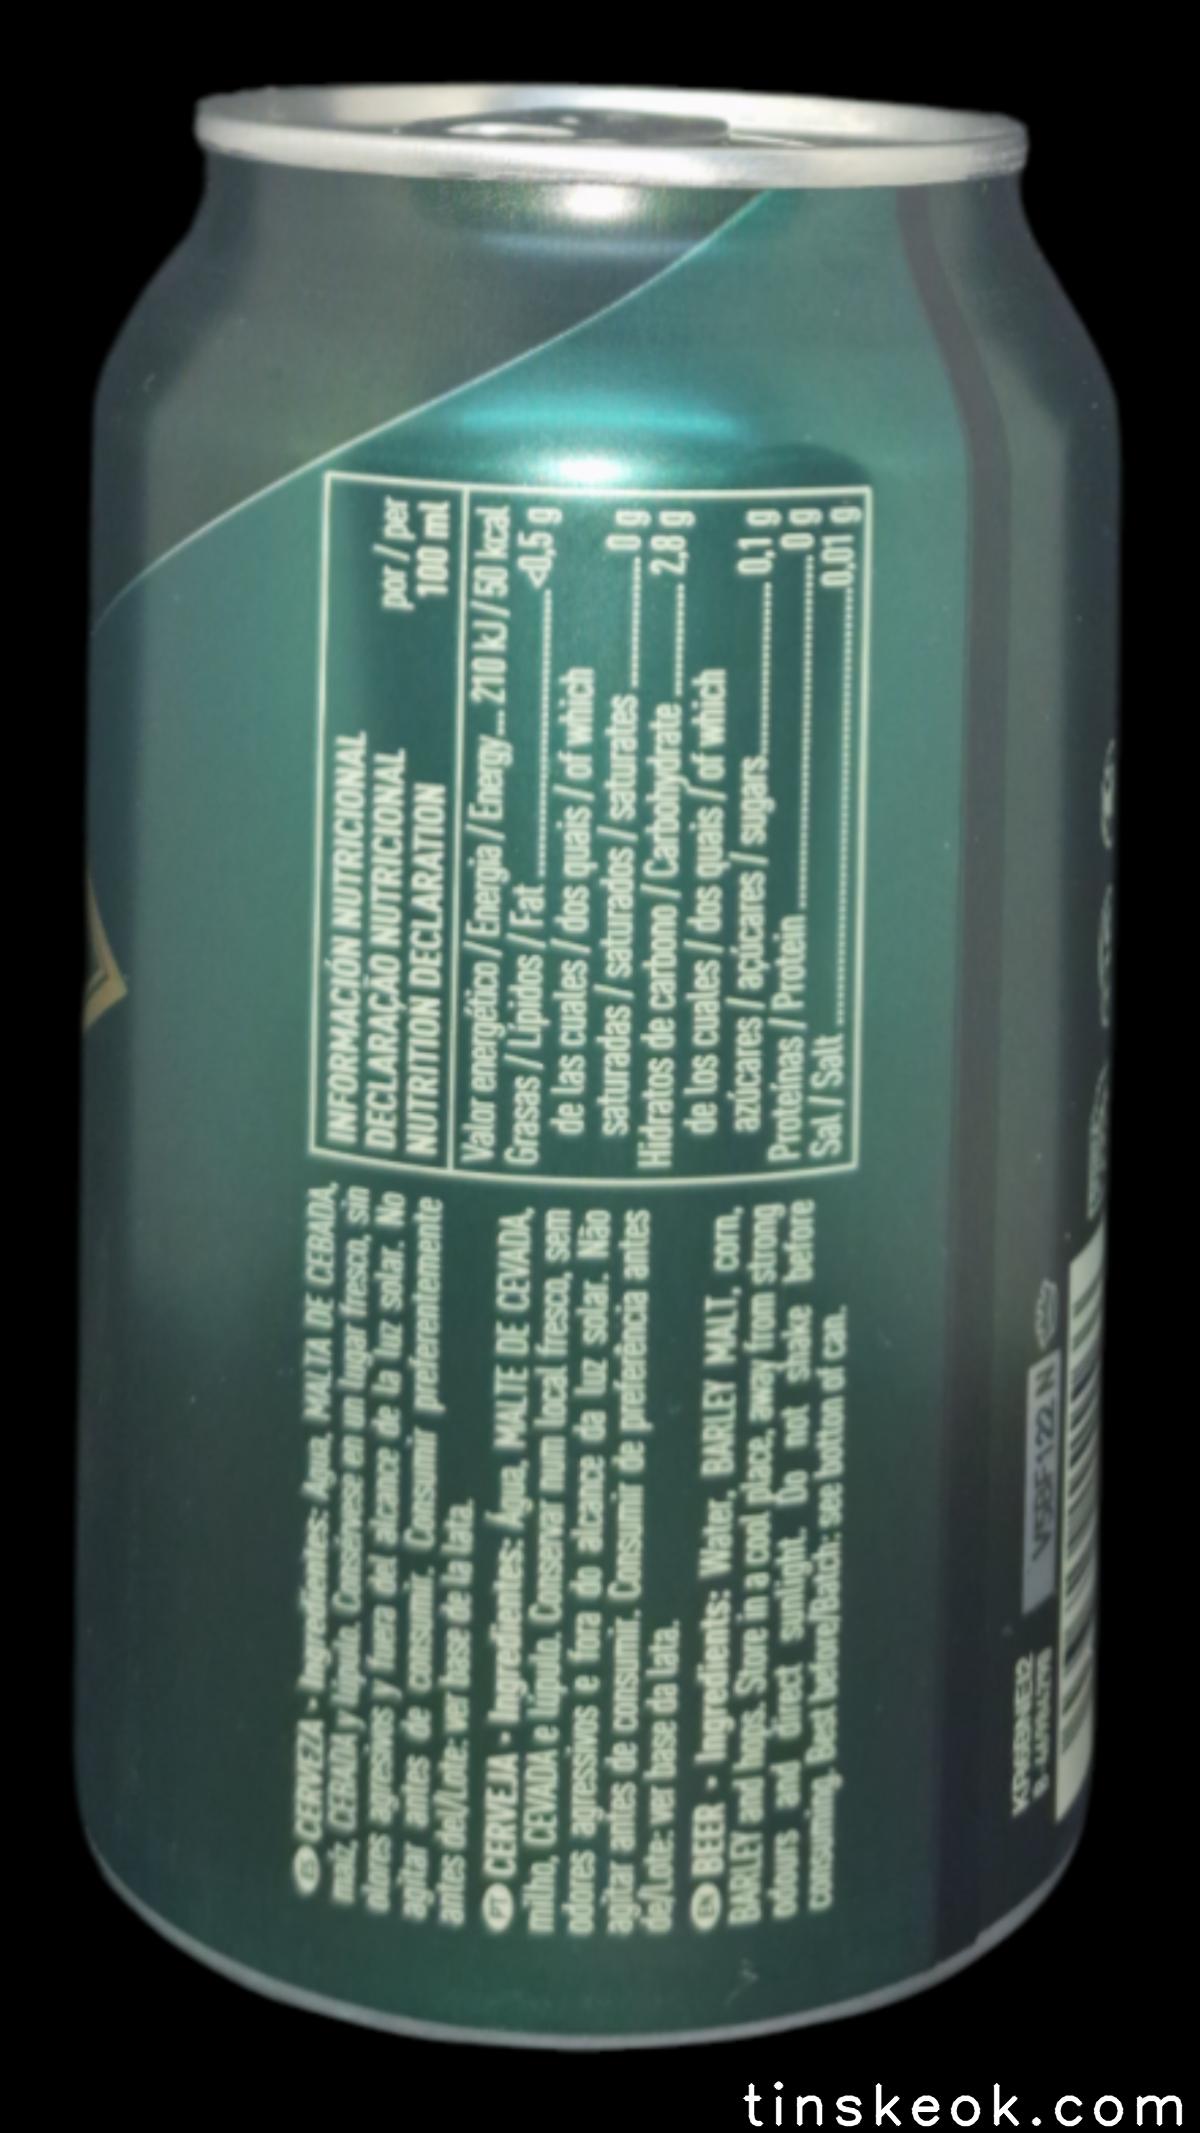 INFORMACIÓN NUTRICIONAL
DECLARAÇÃO NUTRICIONAL
NUTRITION DECLARATION
por / per
100 ml
Valor energético / Energia / Energy... 210 kJ / 50 kcal
Grasas / Lípidos / Fat ........................ <0,5 g
de las cuales / dos quais / of which
saturadas / saturados / saturates ............ 0 g
Hidratos de carbono / Carbohydrate ........... 2,8 g
de los cuales / dos quais / of which
azúcares / açúcares / sugars.................. 0,1 g
Proteínas / Protein ........................... 0 g
Sal / Salt ........................... 0,01 g
ES CERVEZA - Ingredientes: Agua, MALTA DE CEBADA,
maíz, CEBADA y lúpulo. Consérvese en un lugar fresco, sin
olores agresivos y fuera del alcance de la luz solar. No
agitar antes de consumir. Consumir preferentemente
antes del/Lote: ver base de la lata.
PT CERVEJA - Ingredientes: Água, MALTE DE CEVADA,
milho, CEVADA e lúpulo. Conservar num local fresco, sem
odores agressivos e fora do alcance da luz solar. Não
agitar antes de consumir. Consumir de preferência antes
de/Lote: ver base da lata.
EN BEER - Ingredients: Water, BARLEY MALT, corn,
BARLEY and hops. Store in a cool place, away from strong
odours and direct sunlight. Do not shake before
consuming. Best before/Batch: see bottom of can.
tinskeok.com